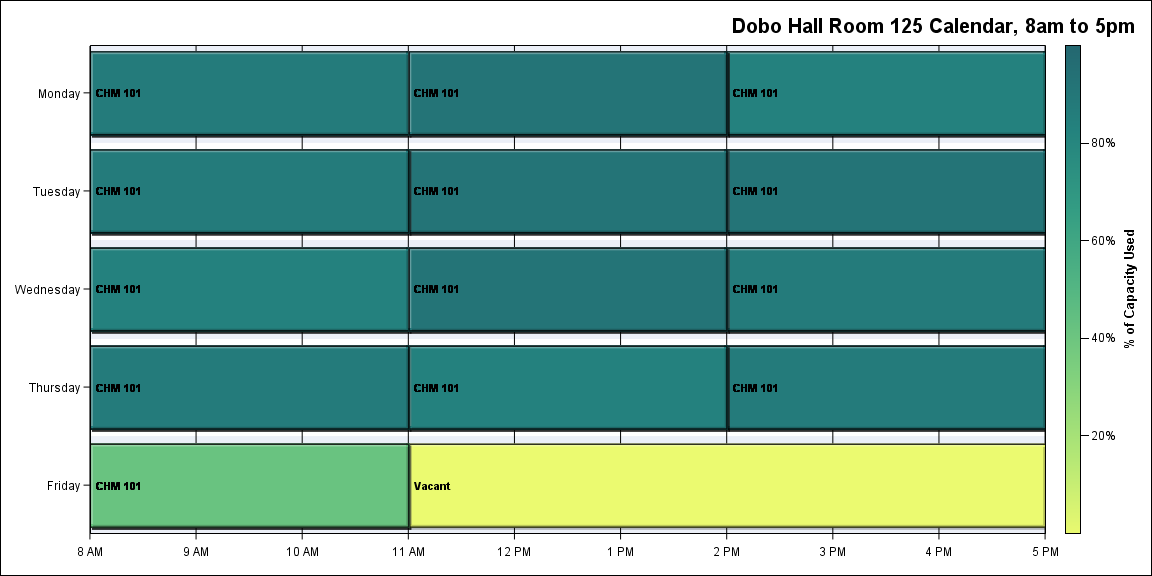 Dobo Hall Room 125 Calendar, 8am to 5pm
Monday CHM 101 CHM 101 CHM 101
80%
Tuesday CHM 101 CHM 101 CHM 101
60%
% of Capacity Used
Wednesday CHM 101 CHM 101 CHM 101
40%
Thursday CHM 101 CHM 101 CHM 101
20%
Friday CHM 101 Vacant
8 AM 9 AM 10 AM 11 AM 12 PM 1 PM 2 PM 3 PM 4 PM 5 PM